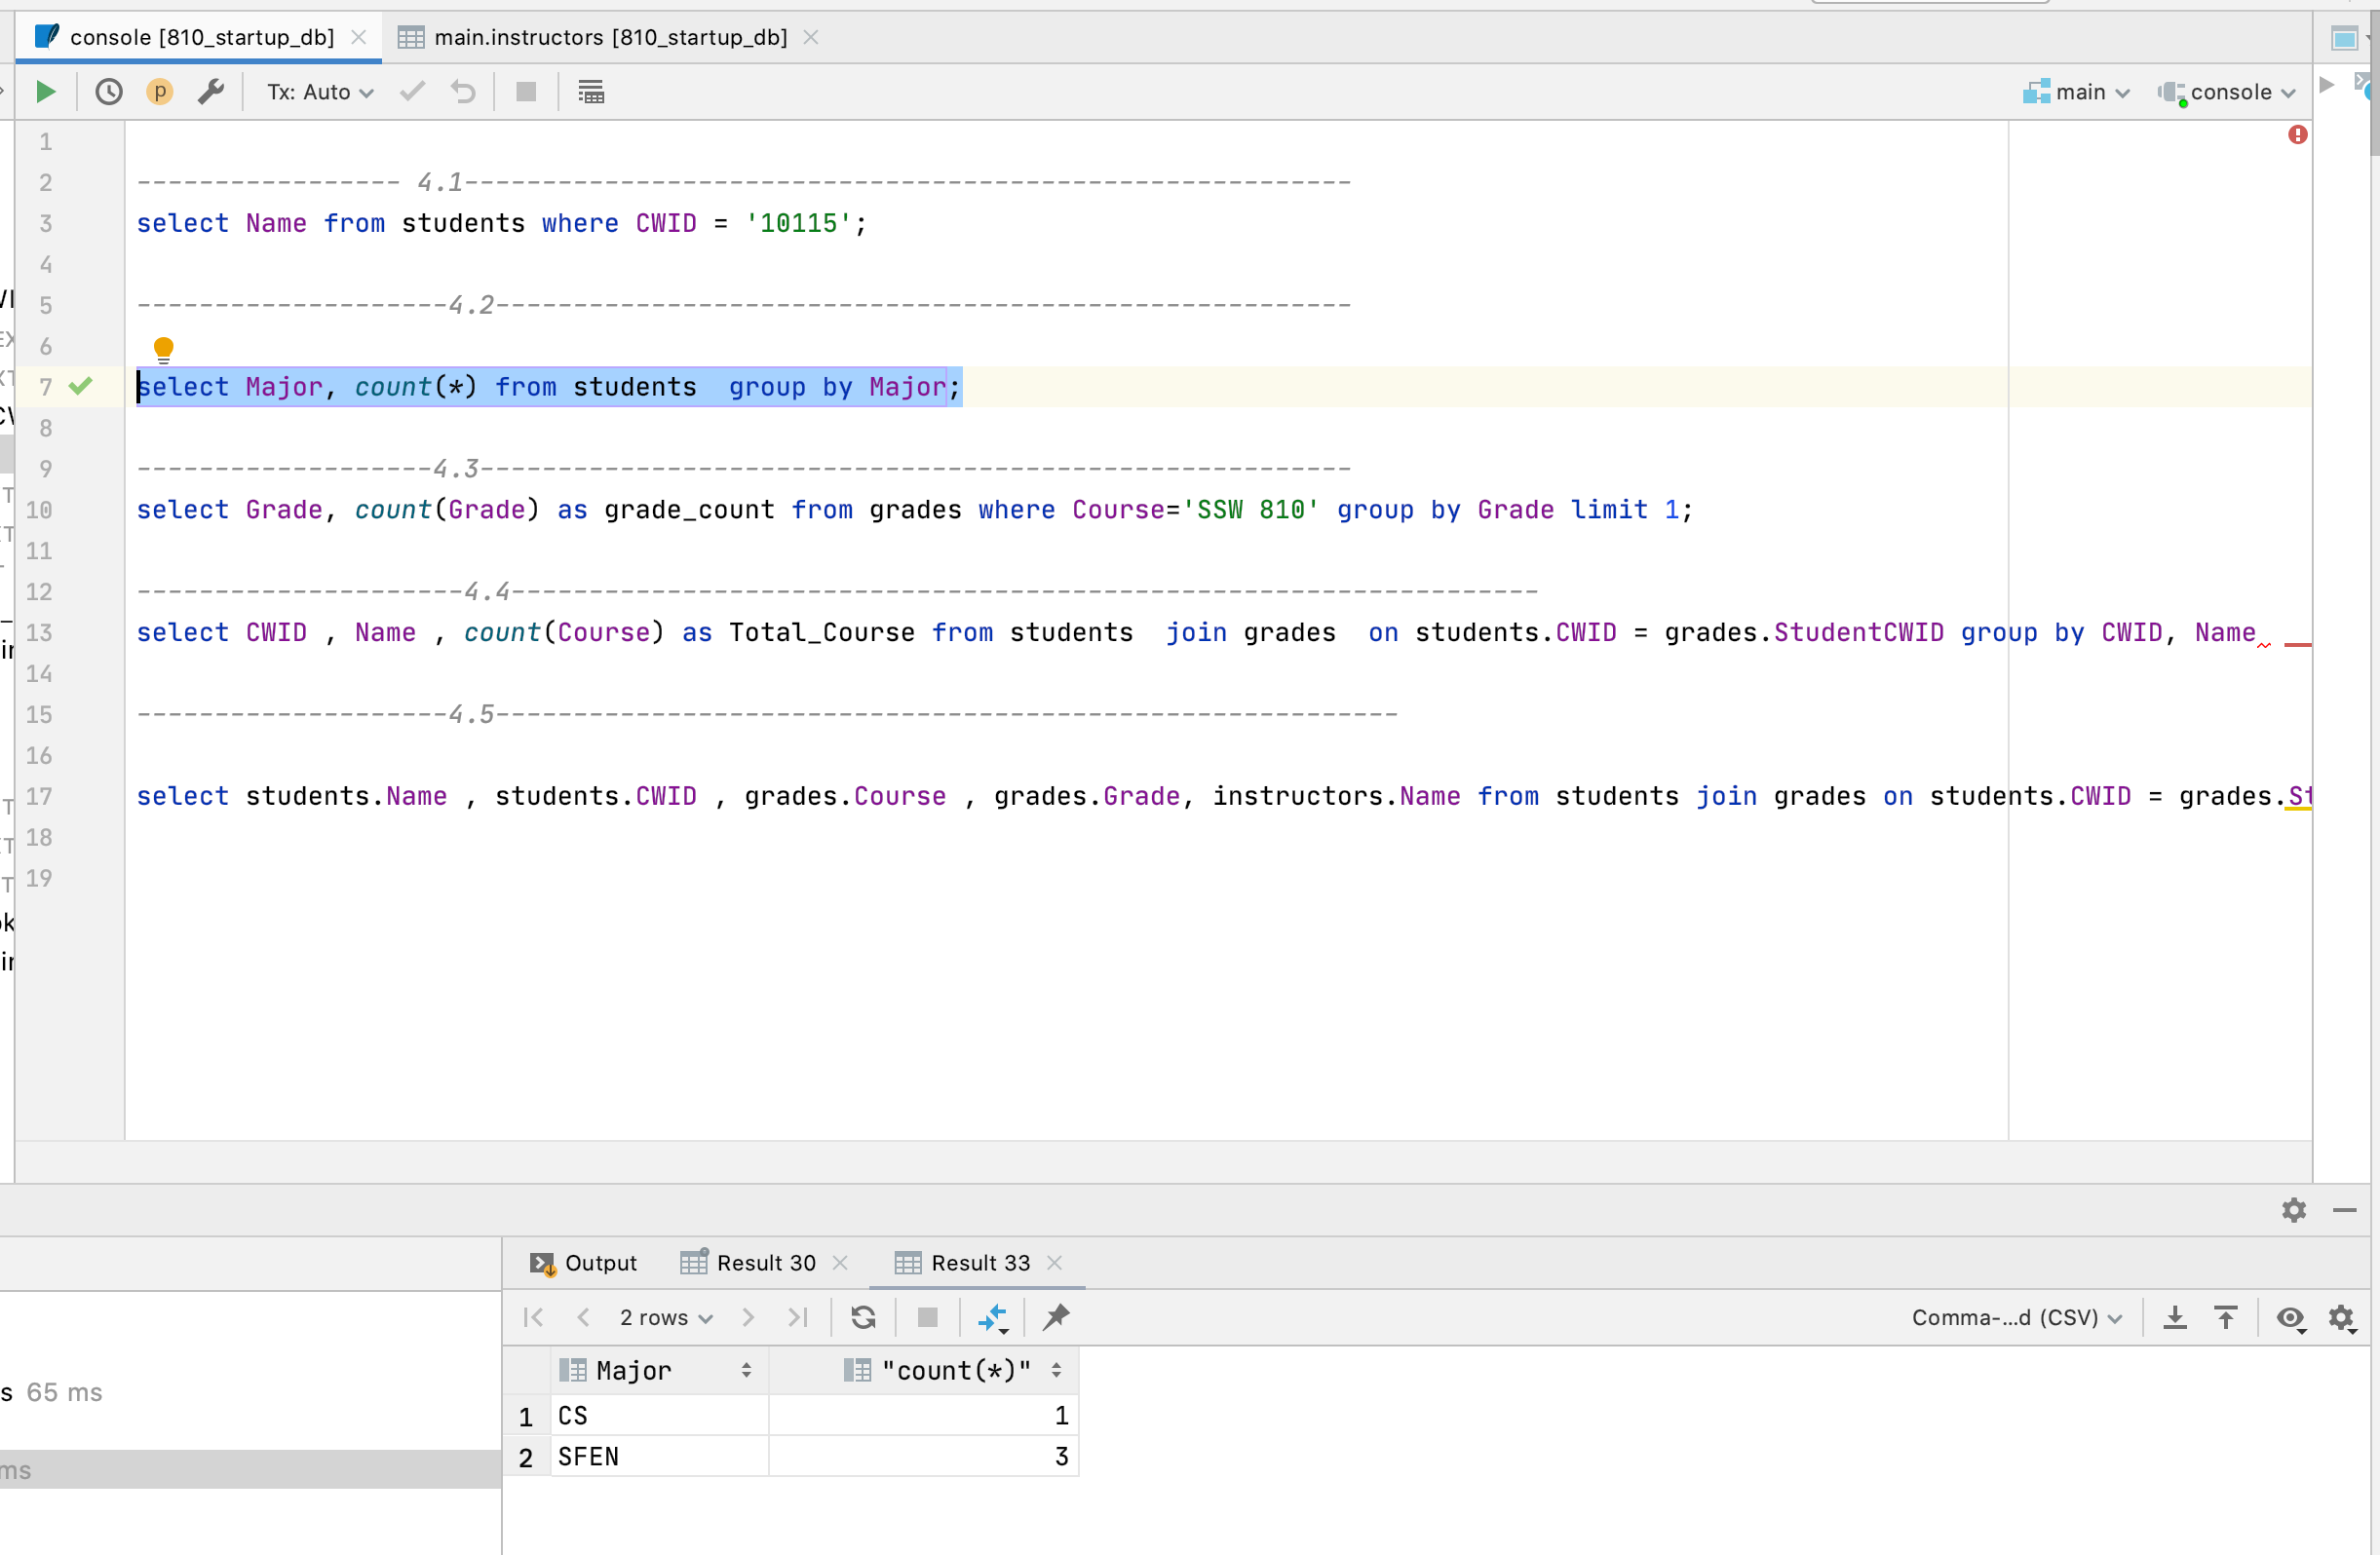 console [810_startup_db] main.instructors [810_startup_db]
p Tx: Auto main console
1
2 ----------------- 4.1---------------------------------------------------------
3 select Name from students where CWID = '10115';
4
5 --------------------4.2-------------------------------------------------------
6
7 select Major, count(*) from students  group by Major;
8
9 -------------------4.3--------------------------------------------------------
10 select Grade, count(Grade) as grade_count from grades where Course='SSW 810' group by Grade limit 1;
11
12 ---------------------4.4------------------------------------------------------------------
13 select CWID , Name , count(Course) as Total_Course from students  join grades  on students.CWID = grades.StudentCWID group by CWID, Name
14
15 --------------------4.5----------------------------------------------------------
16
17 select students.Name , students.CWID , grades.Course , grades.Grade, instructors.Name from students join grades on students.CWID = grades.St
18
19
Output Result 30 Result 33
2 rows Comma-...d (CSV)
Major "count(*)"
s 65 ms
1 CS 1
2 SFEN 3
ms